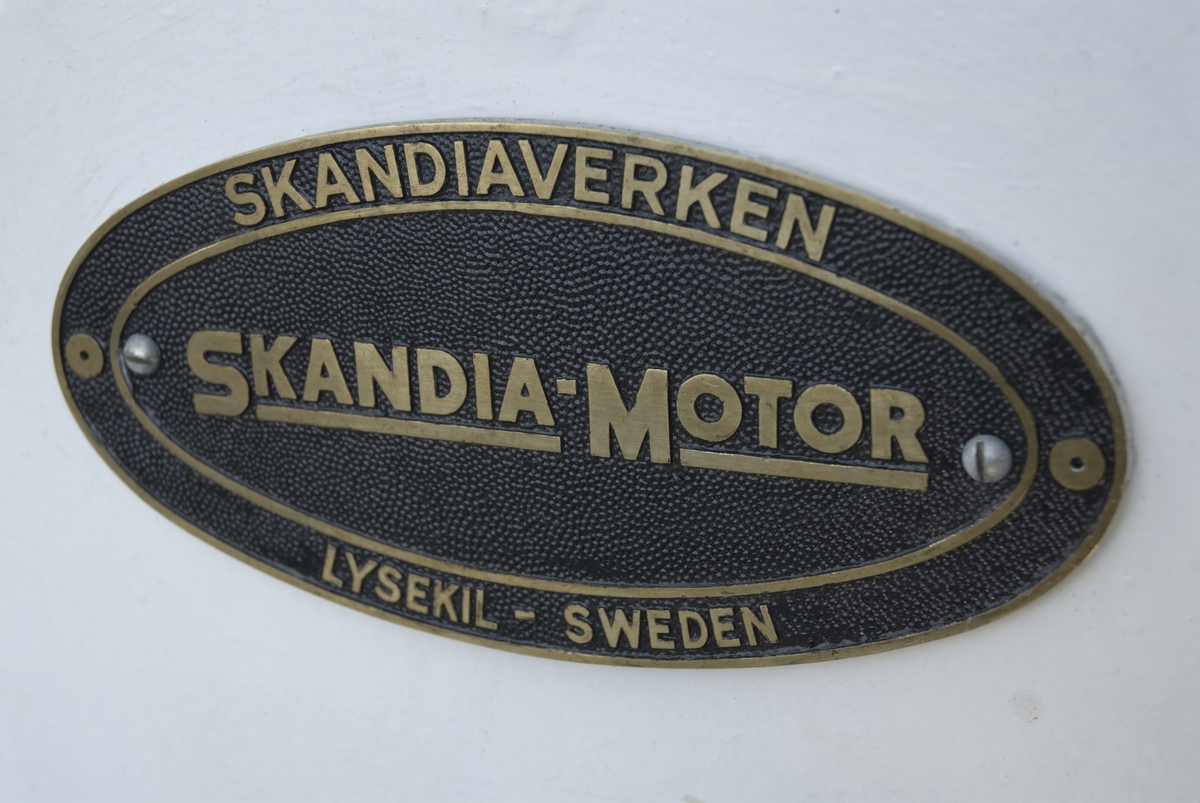 SKANDIAVERKEN
SKANDIA-MOTOR
LYSEKIL - SWEDEN